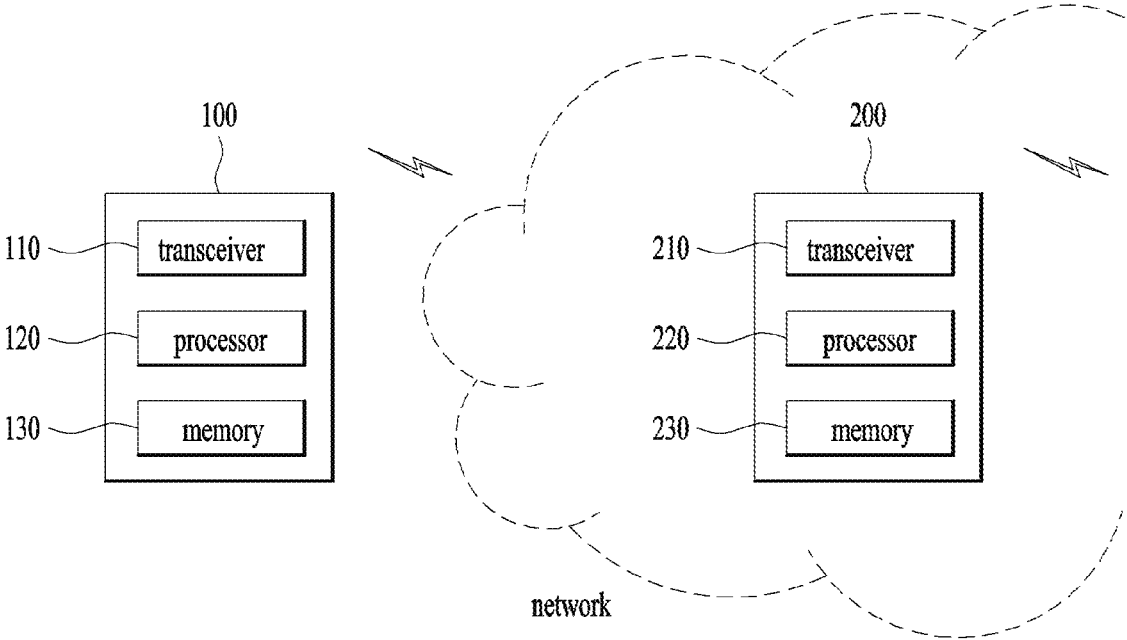 100
200
110
transceiver
210
transceiver
120
processor
220
processor
130
memory
230
memory
network